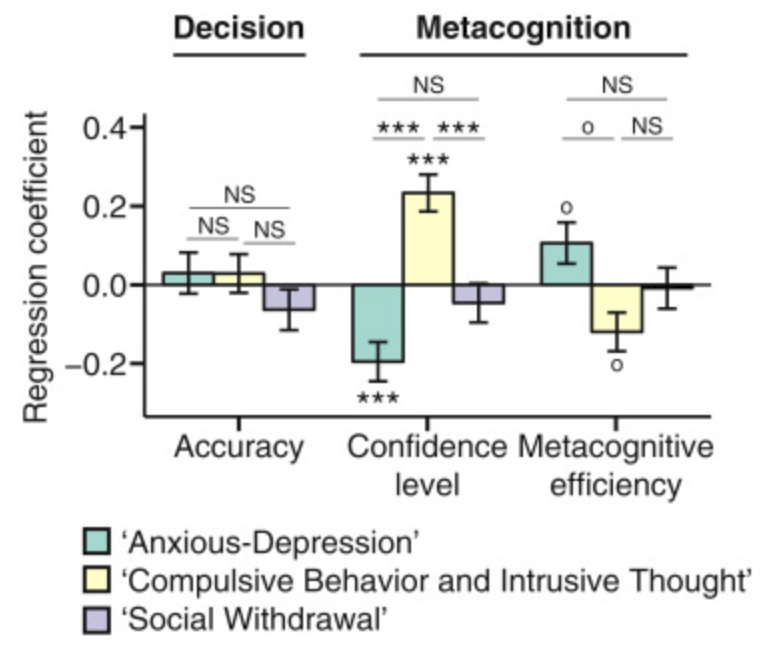 Decision Metacognition
NS NS
*** *** o NS
***
NS
NS NS
o
0.4
0.2
0.0
−0.2
Regression coefficient
o
***
Accuracy Confidence level Metacognitive efficiency
'Anxious-Depression'
'Compulsive Behavior and Intrusive Thought'
'Social Withdrawal'